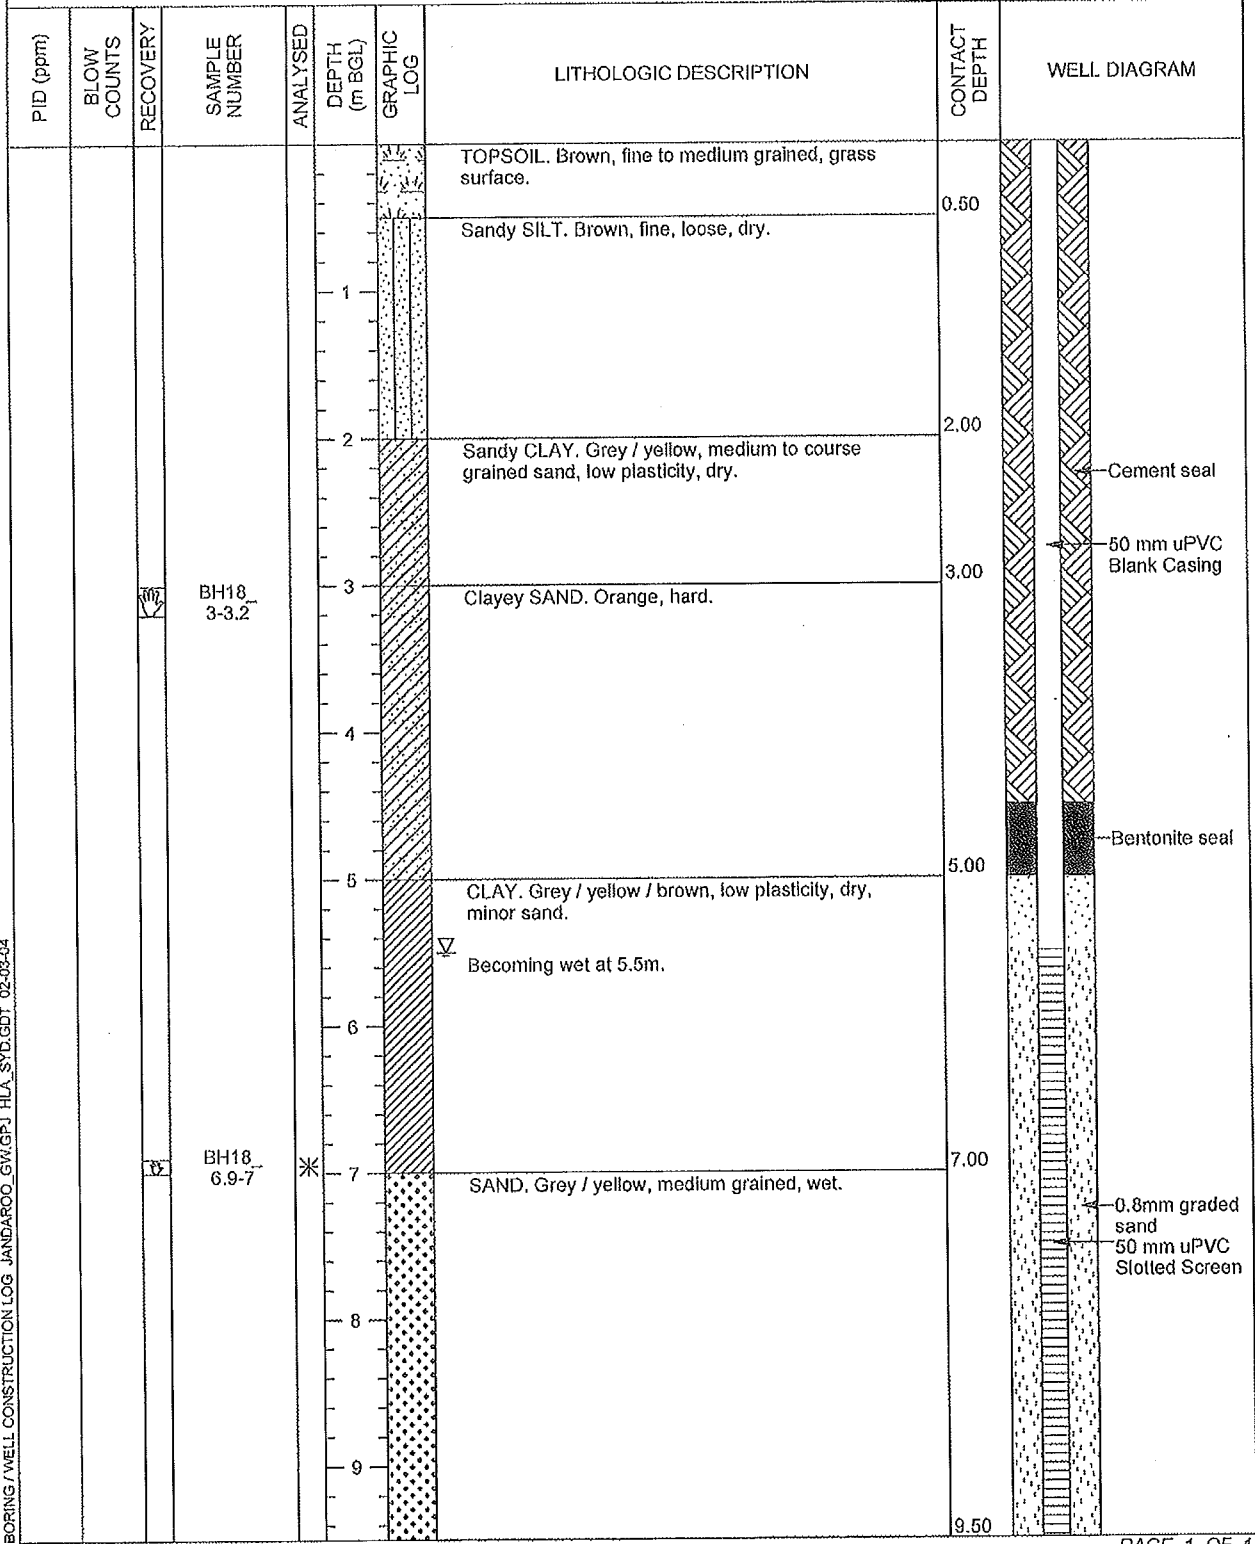 PID (ppm)
BLOW
COUNTS
RECOVERY
SAMPLE
NUMBER
ANALYSED
DEPTH
(m BGL)
GRAPHIC
LOG
LITHOLOGIC DESCRIPTION
CONTACT
DEPTH
WELL DIAGRAM
TOPSOIL. Brown, fine to medium grained, grass
surface.
0.50
Sandy SILT. Brown, fine, loose, dry.
1
2.00
2
Sandy CLAY. Grey / yellow, medium to course
grained sand, low plasticity, dry.
Cement seal
50 mm uPVC
Blank Casing
3.00
3
BH18_
3-3.2
Clayey SAND. Orange, hard.
4
Bentonite seal
5.00
5
CLAY. Grey / yellow / brown, low plasticity, dry,
minor sand.
Becoming wet at 5.5m.
6
BH18_
6.9-7
7.00
7
SAND. Grey / yellow, medium grained, wet.
0.8mm graded
sand
50 mm uPVC
Slotted Screen
8
9
9.50
BORING / WELL CONSTRUCTION LOG JANDAROO_GW.GPJ HLA_SYD.GDT 02-03-04
PAGE 1 OF 1